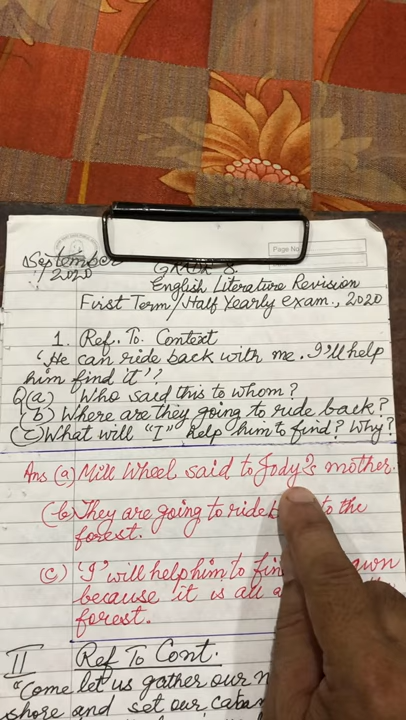 Page No
September 2020
GRADE 8
English Literature Revision
First Term/Half Yearly exam., 2020
1. Ref. To. Context
"He can ride back with me. I'll help
him find it"?
Q(a) Who said this to whom?
(b) Where are they going to ride back?
(c) What will "I" help him to find? Why?
Ans (a) Mill Wheel said to Jody's mother.
(b) They are going to ride to the
forest.
(c) 'I' will help him to
because it is all
forest.
II Ref To Cont.
"Come let us gather our
shore and set our